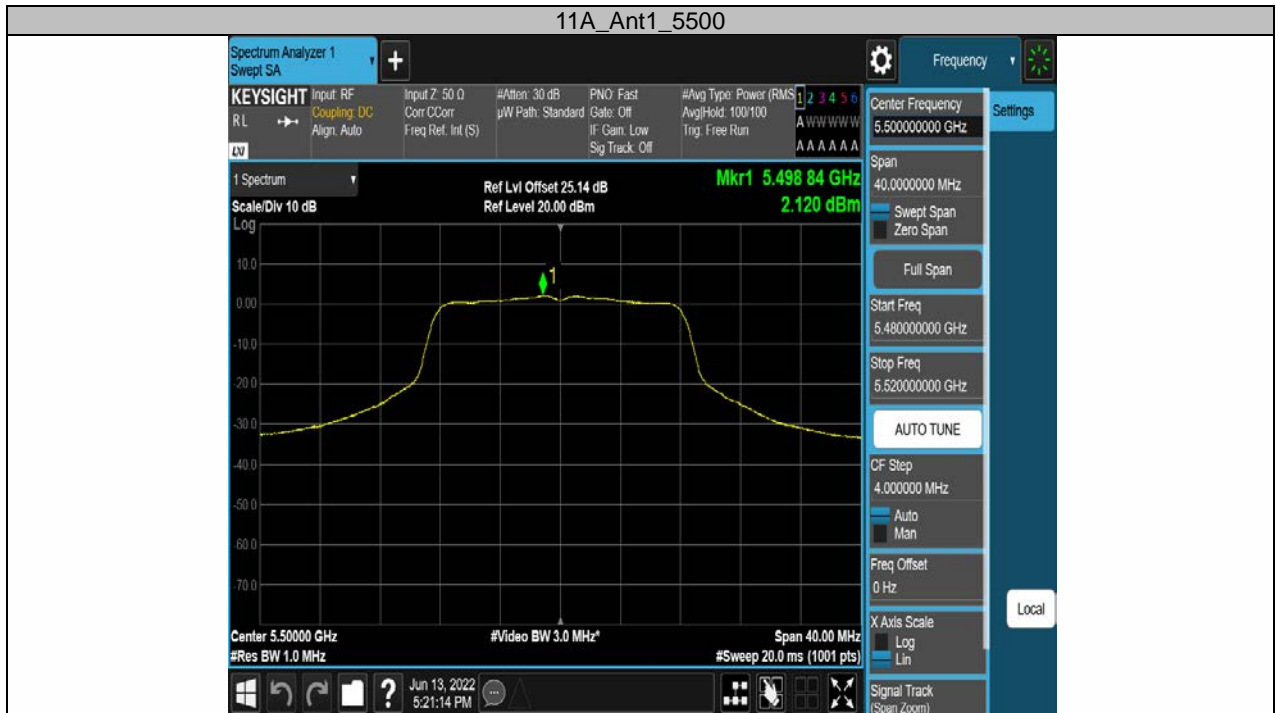 11A_Ant1_5500
Spectrum Analyzer 1
Swept SA
+
Frequency
KEYSIGHT
RL
LXI
Input: RF
Coupling: DC
Align: Auto
Input Z: 50 Ω
Corr CCorr
Freq Ref: Int (S)
#Atten: 30 dB
µW Path: Standard
PNO: Fast
Gate: Off
IF Gain: Low
Sig Track: Off
#Avg Type: Power (RMS
Avg|Hold: 100/100
Trig: Free Run
1 2 3 4 5 6
A W W W W W
A A A A A A
Center Frequency
5.500000000 GHz
Settings
Span
40.0000000 MHz
Swept Span
Zero Span
Full Span
Start Freq
5.480000000 GHz
Stop Freq
5.520000000 GHz
AUTO TUNE
CF Step
4.000000 MHz
Auto
Man
Freq Offset
0 Hz
X Axis Scale
Log
Lin
Signal Track
(Span Zoom)
Local
1 Spectrum
Scale/Div 10 dB
Ref Lvl Offset 25.14 dB
Ref Level 20.00 dBm
Mkr1 5.498 84 GHz
2.120 dBm
Log
10.0
0.00
-10.0
-20.0
-30.0
-40.0
-50.0
-60.0
-70.0
1
Center 5.50000 GHz
#Res BW 1.0 MHz
#Video BW 3.0 MHz*
Span 40.00 MHz
#Sweep 20.0 ms (1001 pts)
?
Jun 13, 2022
5:21:14 PM